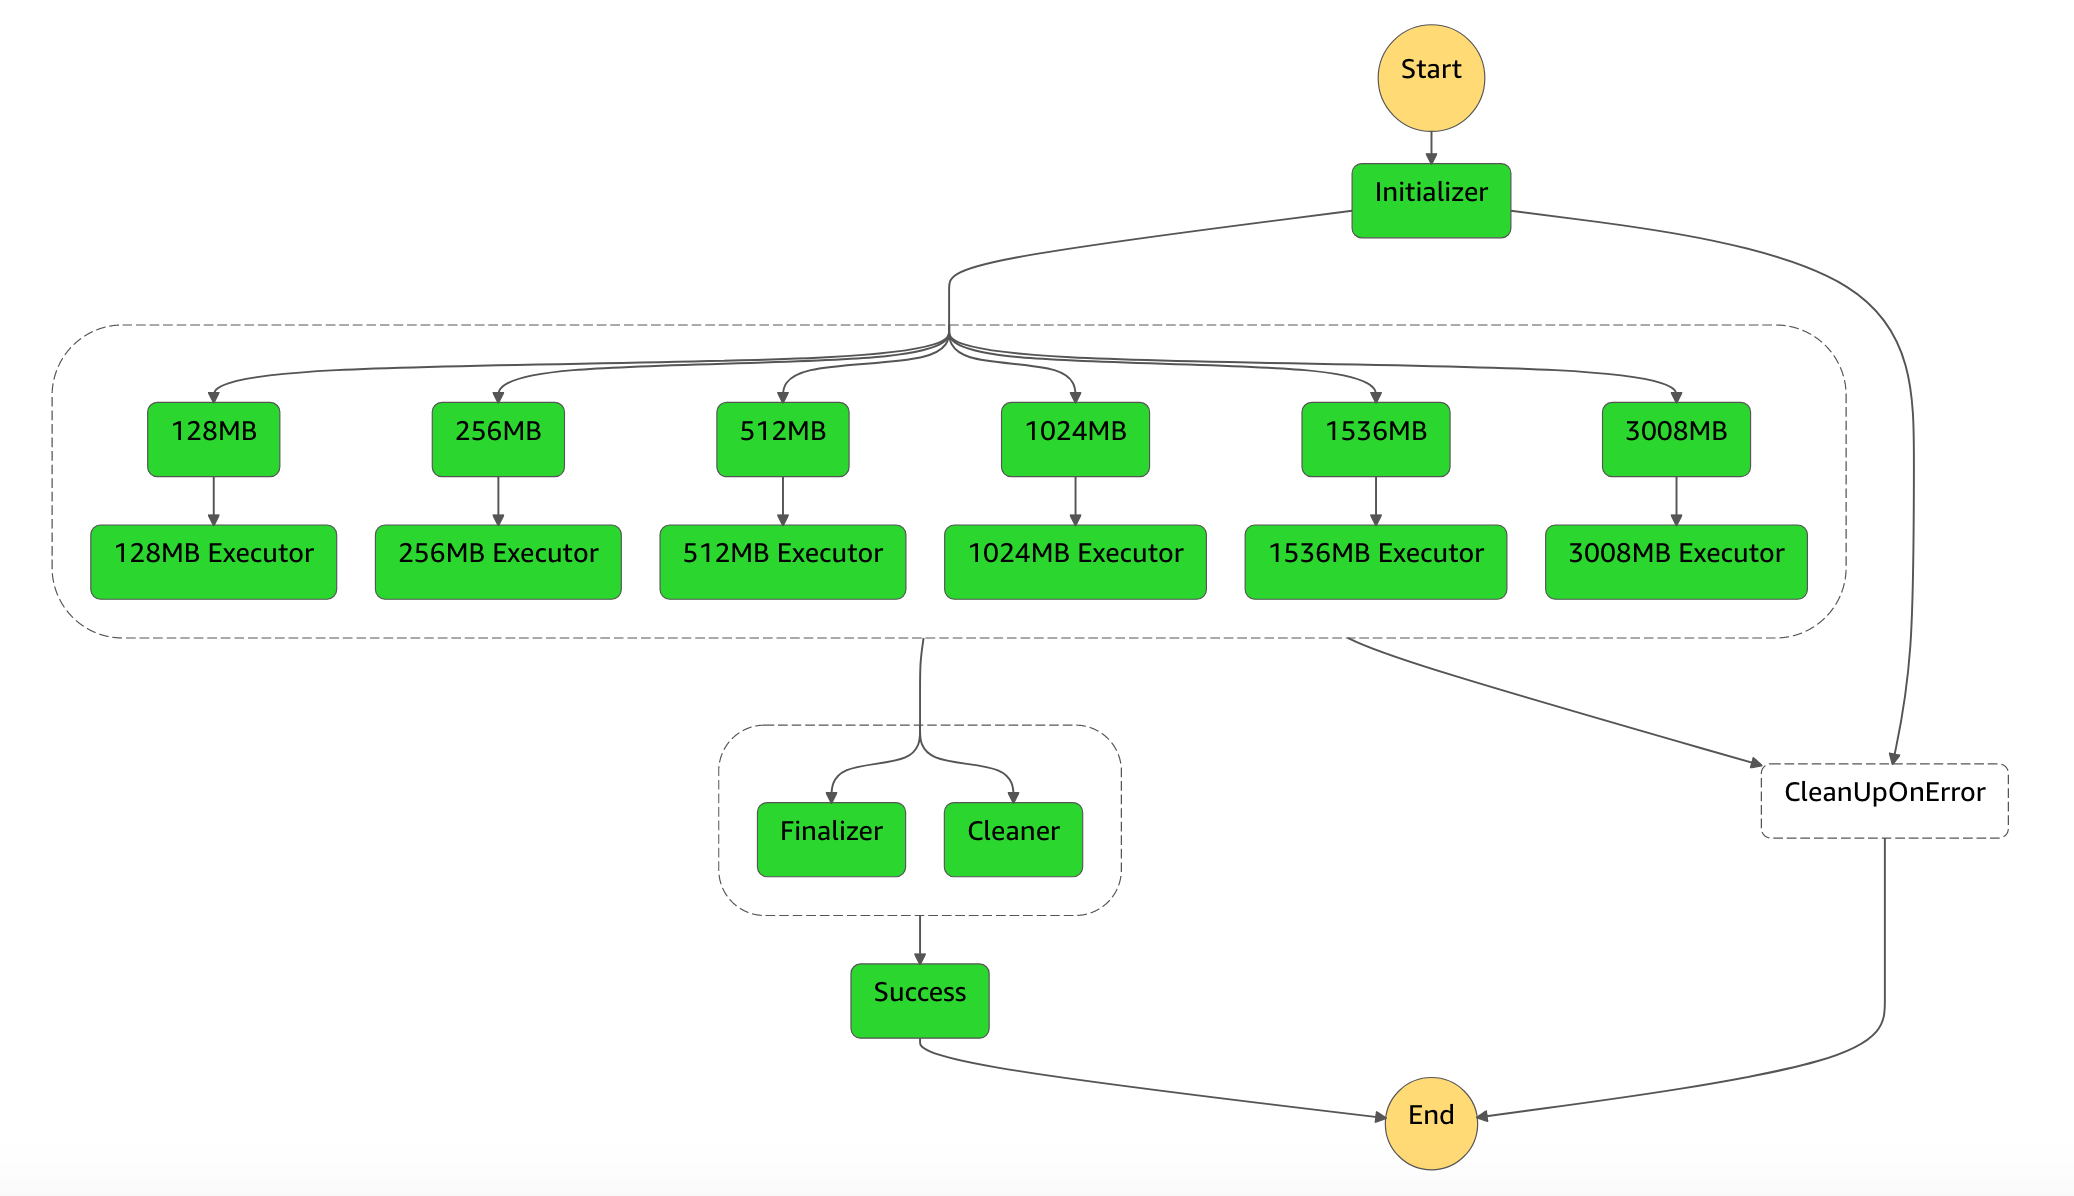 Start
Initializer
128MB
256MB
512MB
1024MB
1536MB
3008MB
128MB Executor
256MB Executor
512MB Executor
1024MB Executor
1536MB Executor
3008MB Executor
CleanUpOnError
Finalizer
Cleaner
Success
End